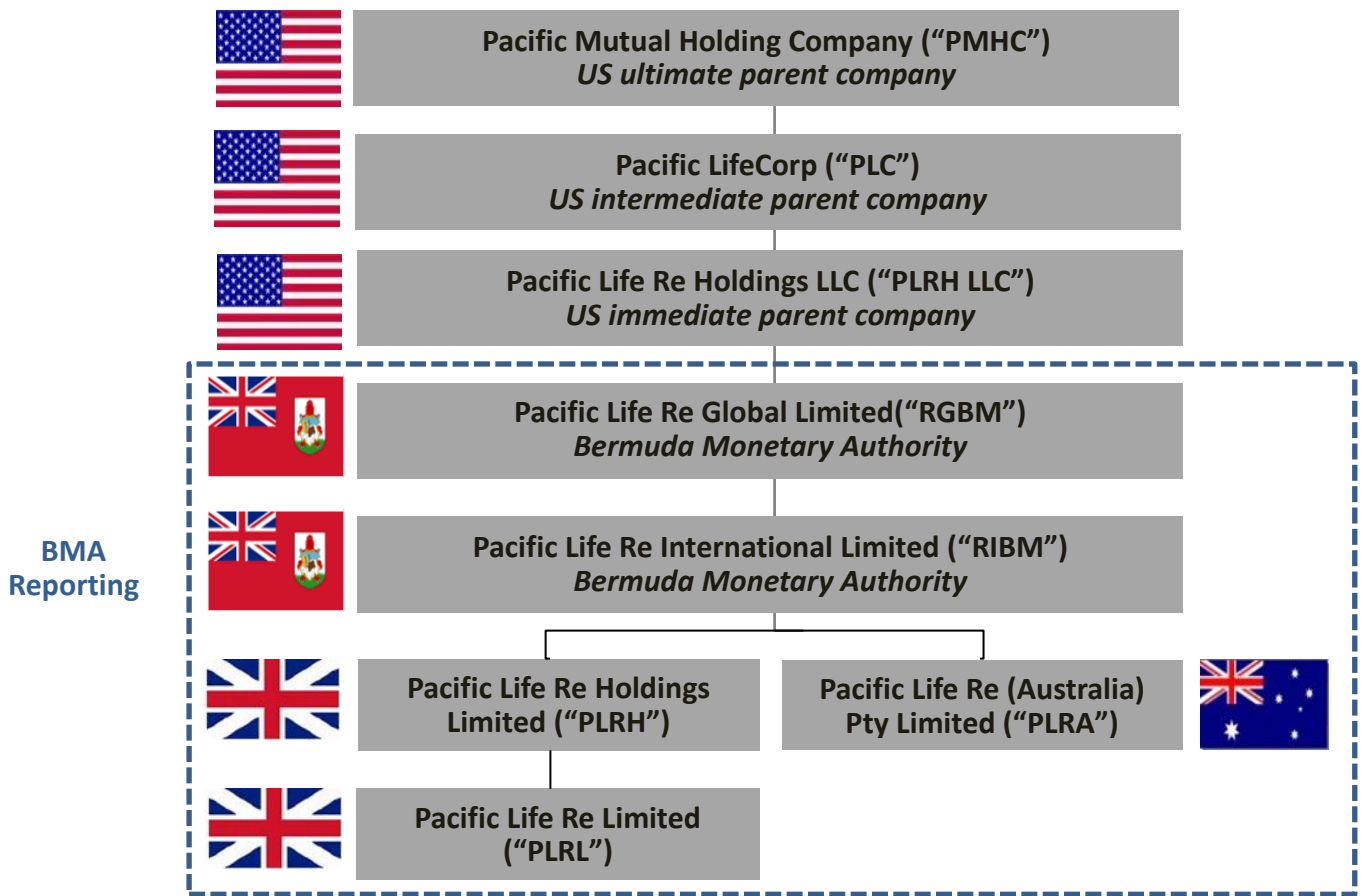 Pacific Mutual Holding Company (“PMHC”)
US ultimate parent company
Pacific LifeCorp (“PLC”)
US intermediate parent company
Pacific Life Re Holdings LLC (“PLRH LLC”)
US immediate parent company
Pacific Life Re Global Limited(“RGBM”)
Bermuda Monetary Authority
BMA
Reporting
Pacific Life Re International Limited (“RIBM”)
Bermuda Monetary Authority
Pacific Life Re Holdings
Limited (“PLRH”)
Pacific Life Re (Australia)
Pty Limited (“PLRA”)
Pacific Life Re Limited
(“PLRL”)